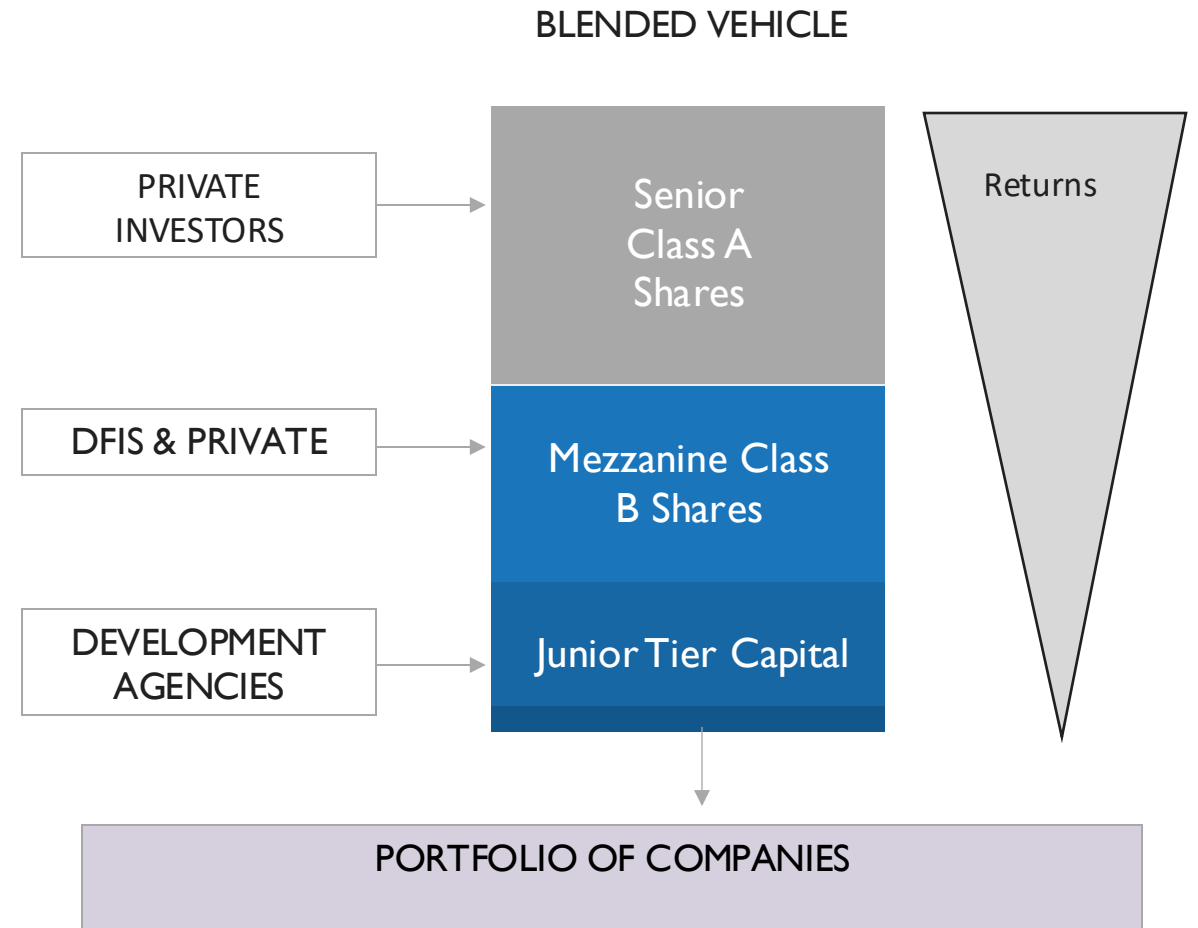 BLENDED VEHICLE
PRIVATE
INVESTORS
Senior
Class A
Shares
Returns
DFIS & PRIVATE
Mezzanine Class
B Shares
DEVELOPMENT
AGENCIES
Junior Tier Capital
PORTFOLIO OF COMPANIES